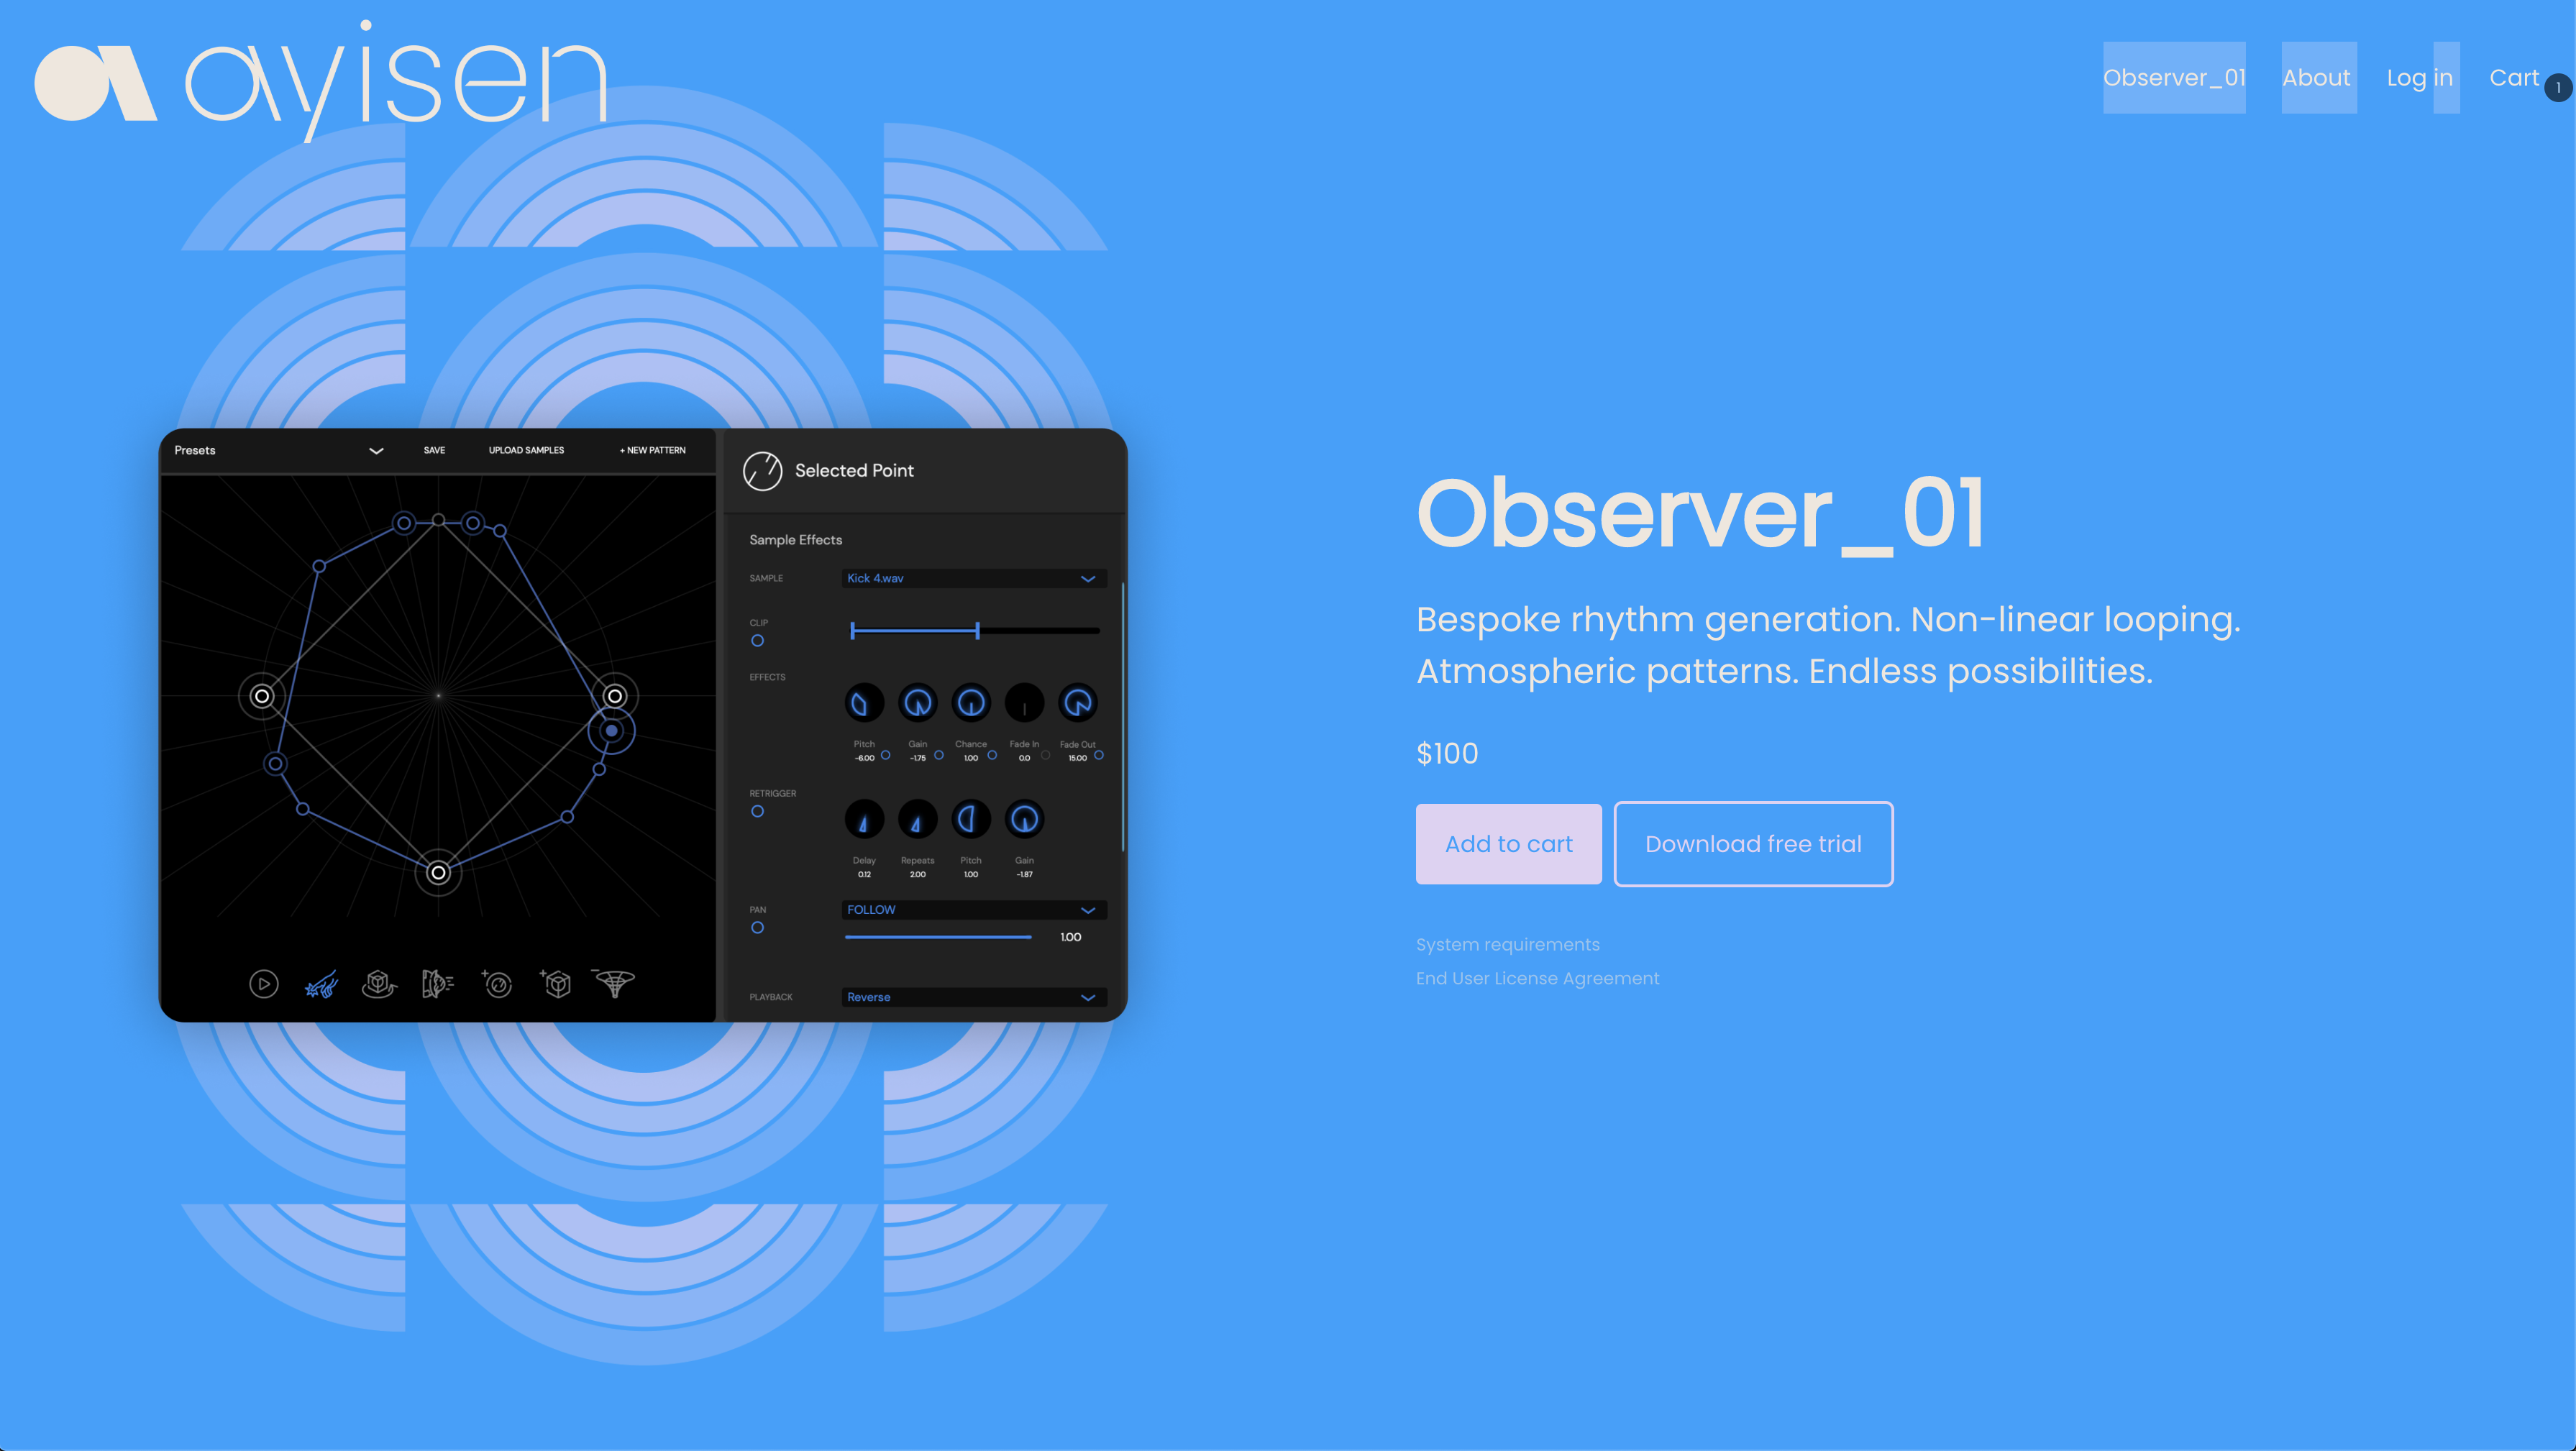 ayisen
Observer_01 About Log in Cart 1
Presets SAVE UPLOAD SAMPLES + NEW PATTERN
Selected Point
Sample Effects
SAMPLE Kick 4.wav
CLIP
EFFECTS
Pitch Gain Chance Fade In Fade Out
-6.00 -1.75 1.00 0.0 15.00
RETRIGGER
Delay Repeats Pitch Gain
0.12 2.00 1.00 -1.87
PAN FOLLOW
1.00
PLAYBACK Reverse
Observer_01
Bespoke rhythm generation. Non-linear looping.
Atmospheric patterns. Endless possibilities.
$100
Add to cart Download free trial
System requirements
End User License Agreement